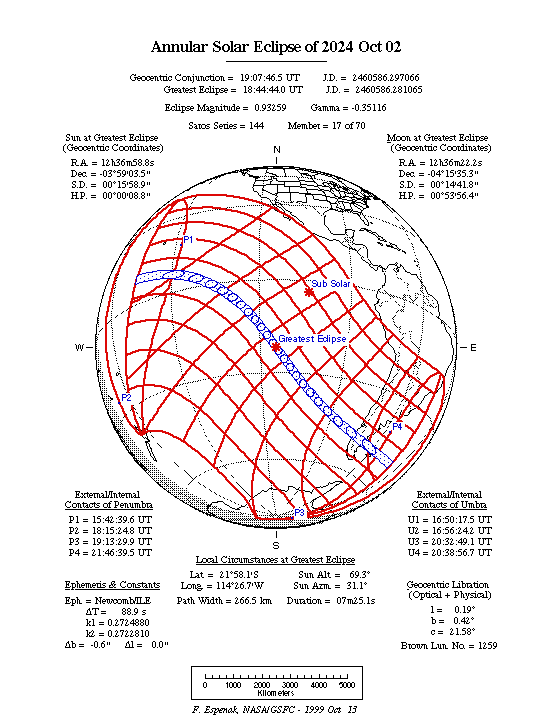 Annular Solar Eclipse of 2024 Oct 02
Geocentric Conjunction = 19:07:46.5 UT J.D. = 2460586.297066
Greatest Eclipse = 18:44:44.0 UT J.D. = 2460586.281065
Eclipse Magnitude = 0.93259 Gamma = -0.35116
Saros Series = 144 Member = 17 of 70
Sun at Greatest Eclipse
(Geocentric Coordinates)
R.A. = 12h36m58.8s
Dec. = -03°59'03.5"
S.D. = 00°15'58.9"
H.P. = 00°00'08.8"
Moon at Greatest Eclipse
(Geocentric Coordinates)
R.A. = 12h36m22.2s
Dec. = -04°15'35.3"
S.D. = 00°14'41.8"
H.P. = 00°53'56.4"
N
P1
Sub Solar
Greatest Eclipse
W
E
P2
P4
P3
S
External/Internal
Contacts of Penumbra
P1 = 15:42:39.6 UT
P2 = 18:15:24.8 UT
P3 = 19:13:29.9 UT
P4 = 21:46:39.5 UT
External/Internal
Contacts of Umbra
U1 = 16:50:17.5 UT
U2 = 16:56:24.2 UT
U3 = 20:32:49.1 UT
U4 = 20:38:56.7 UT
Local Circumstances at Greatest Eclipse
Lat. = 21°58.1'S Sun Alt. = 69.3°
Long. = 114°26.7'W Sun Azm. = 31.1°
Path Width = 266.5 km Duration = 07m25.1s
Ephemeris & Constants
Eph. = Newcomb/ILE
ΔT = 88.9 s
k1 = 0.2724880
k2 = 0.2722810
Δb = -0.6" Δl = 0.0"
Geocentric Libration
(Optical + Physical)
l = 0.19°
b = 0.42°
c = 21.58°
Brown Lun. No. = 1259
0 1000 2000 3000 4000 5000
Kilometers
F. Espenak, NASA/GSFC - 1999 Oct 13